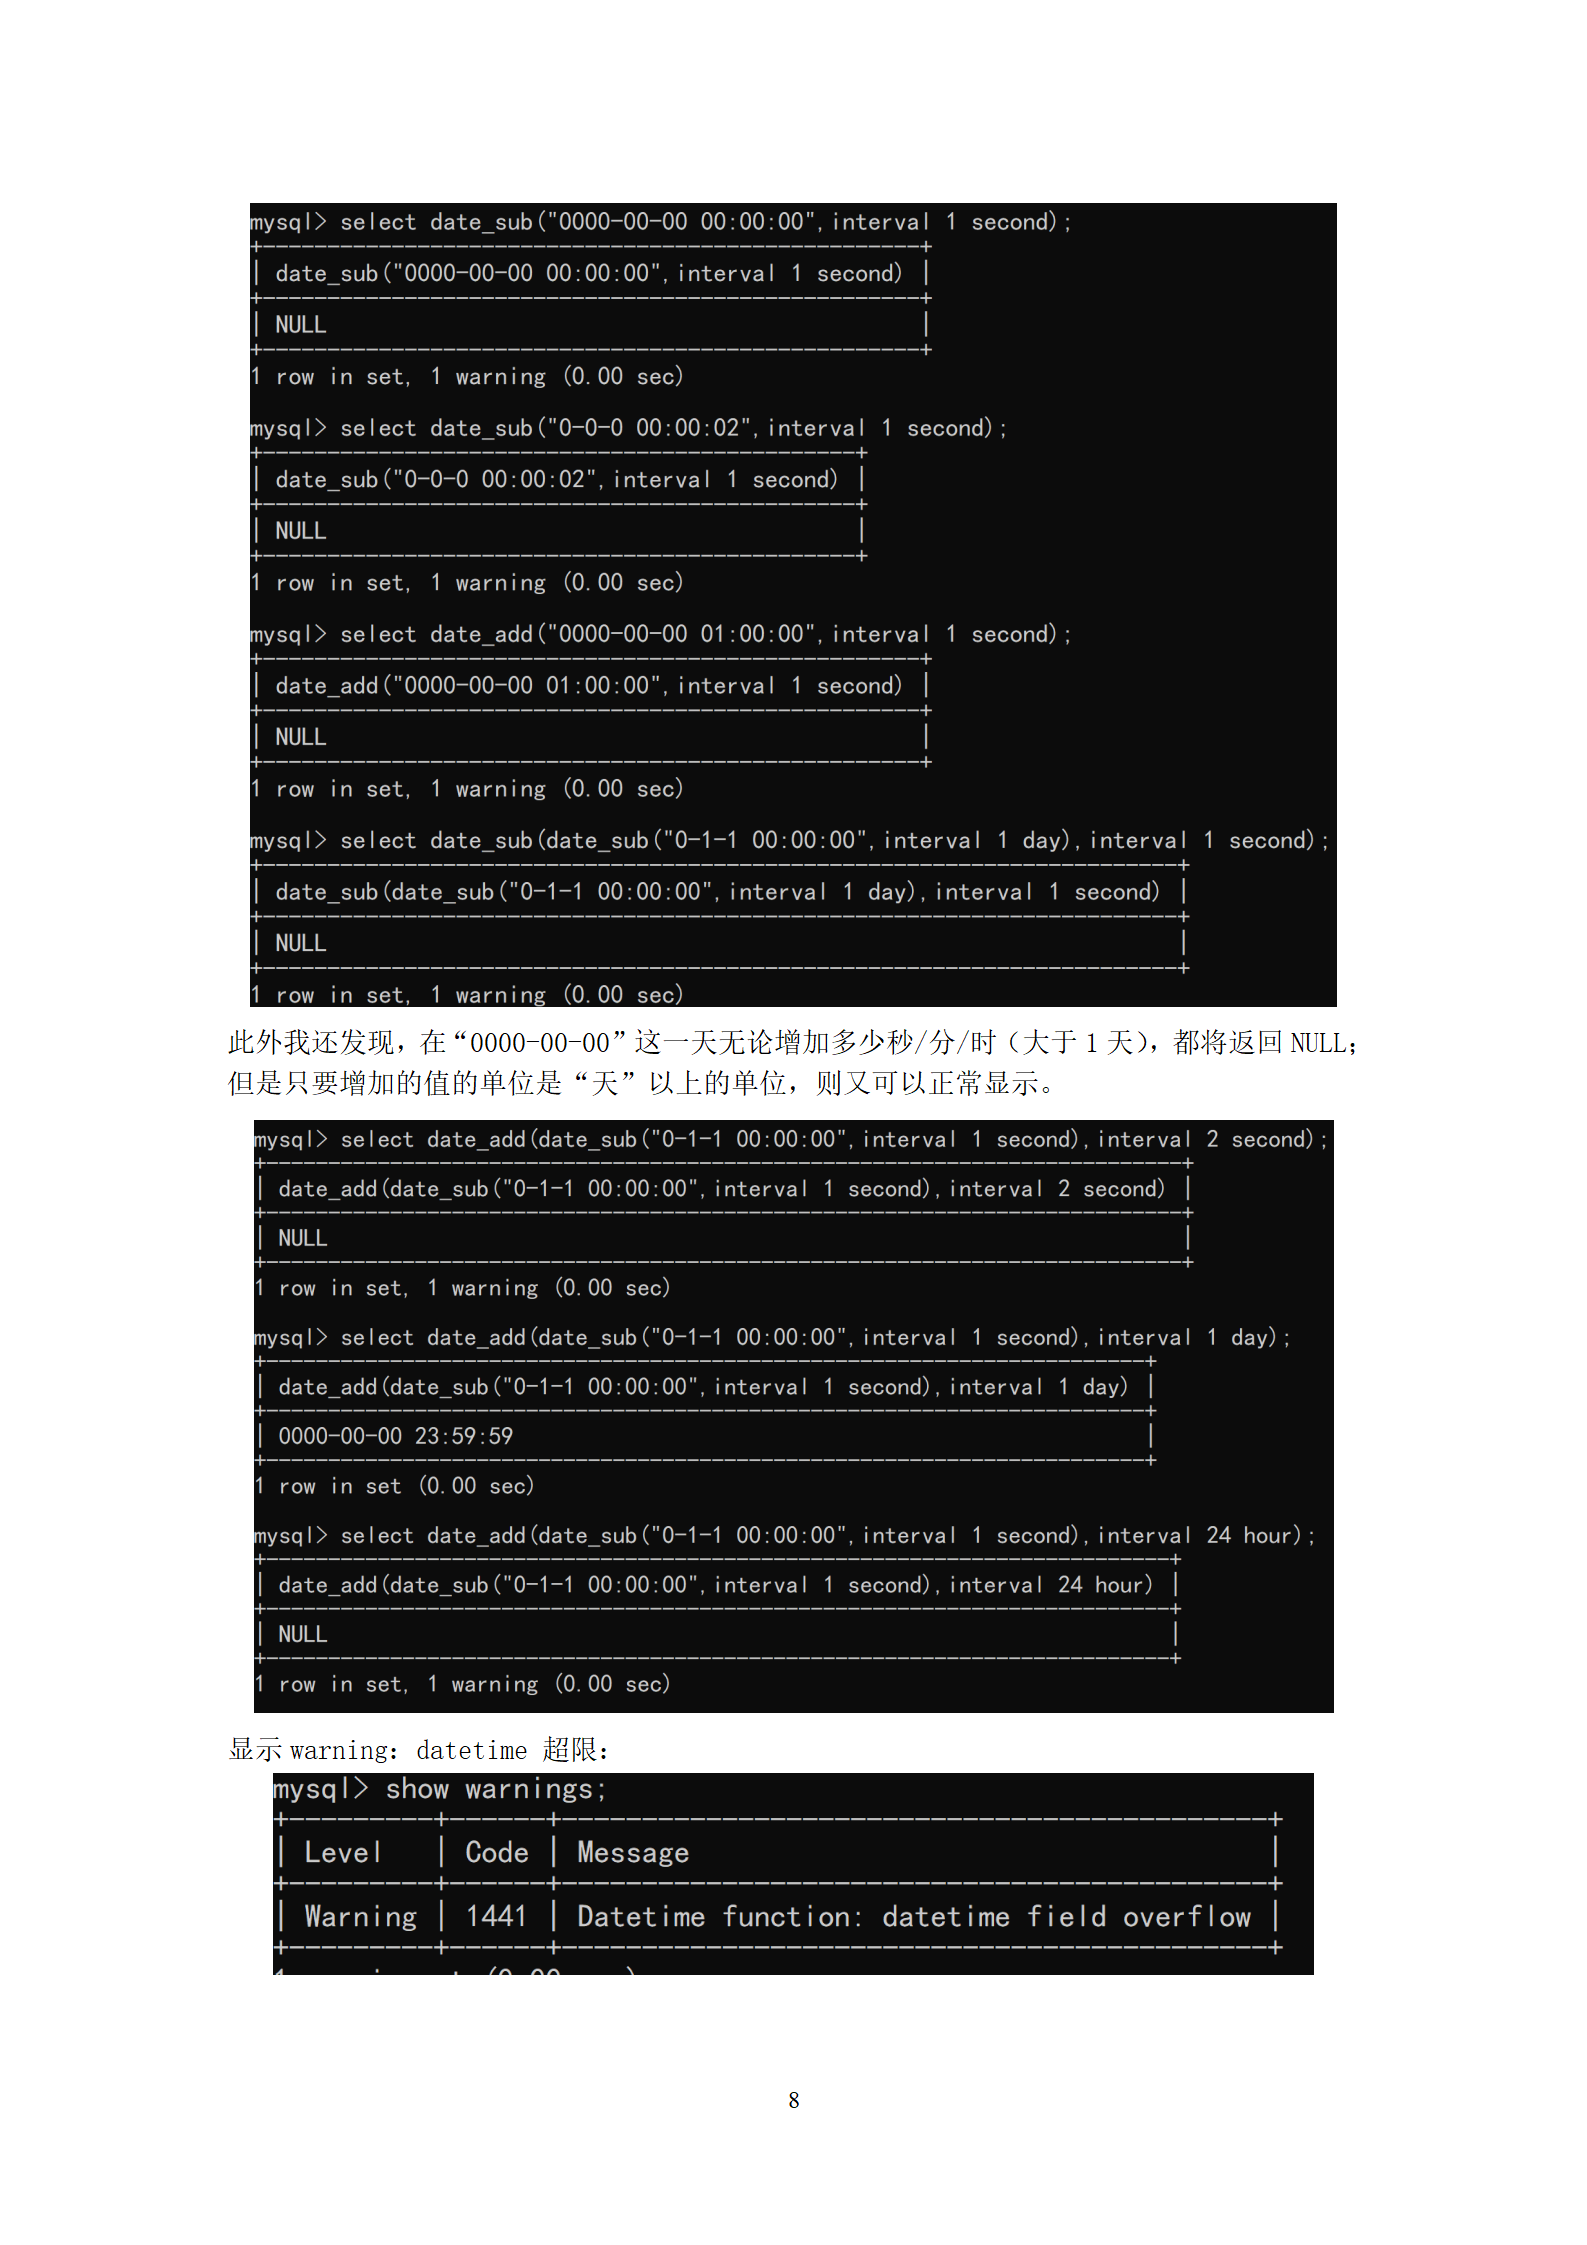 mysql> select date_sub("0000-00-00 00:00:00",interval 1 second);
+---------------------------------------------------+
| date_sub("0000-00-00 00:00:00",interval 1 second) |
+---------------------------------------------------+
| NULL                                              |
+---------------------------------------------------+
1 row in set, 1 warning (0.00 sec)
mysql> select date_sub("0-0-0 00:00:02",interval 1 second);
+----------------------------------------------+
| date_sub("0-0-0 00:00:02",interval 1 second) |
+----------------------------------------------+
| NULL                                         |
+----------------------------------------------+
1 row in set, 1 warning (0.00 sec)
mysql> select date_add("0000-00-00 01:00:00",interval 1 second);
+---------------------------------------------------+
| date_add("0000-00-00 01:00:00",interval 1 second) |
+---------------------------------------------------+
| NULL                                              |
+---------------------------------------------------+
1 row in set, 1 warning (0.00 sec)
mysql> select date_sub(date_sub("0-1-1 00:00:00",interval 1 day),interval 1 second);
+-----------------------------------------------------------------------+
| date_sub(date_sub("0-1-1 00:00:00",interval 1 day),interval 1 second) |
+-----------------------------------------------------------------------+
| NULL                                                                  |
+-----------------------------------------------------------------------+
1 row in set, 1 warning (0.00 sec)
此外我还发现，在“0000-00-00”这一天无论增加多少秒/分/时（大于 1 天），都将返回 NULL；
但是只要增加的值的单位是“天”以上的单位，则又可以正常显示。
mysql> select date_add(date_sub("0-1-1 00:00:00",interval 1 second),interval 2 second);
+--------------------------------------------------------------------------+
| date_add(date_sub("0-1-1 00:00:00",interval 1 second),interval 2 second) |
+--------------------------------------------------------------------------+
| NULL                                                                     |
+--------------------------------------------------------------------------+
1 row in set, 1 warning (0.00 sec)
mysql> select date_add(date_sub("0-1-1 00:00:00",interval 1 second),interval 1 day);
+-----------------------------------------------------------------------+
| date_add(date_sub("0-1-1 00:00:00",interval 1 second),interval 1 day) |
+-----------------------------------------------------------------------+
| 0000-00-00 23:59:59                                                   |
+-----------------------------------------------------------------------+
1 row in set (0.00 sec)
mysql> select date_add(date_sub("0-1-1 00:00:00",interval 1 second),interval 24 hour);
+-------------------------------------------------------------------------+
| date_add(date_sub("0-1-1 00:00:00",interval 1 second),interval 24 hour) |
+-------------------------------------------------------------------------+
| NULL                                                                    |
+-------------------------------------------------------------------------+
1 row in set, 1 warning (0.00 sec)
显示 warning：datetime 超限：
mysql> show warnings;
+---------+------+---------------------------------------------+
| Level   | Code | Message                                     |
+---------+------+---------------------------------------------+
| Warning | 1441 | Datetime function: datetime field overflow |
+---------+------+---------------------------------------------+
8